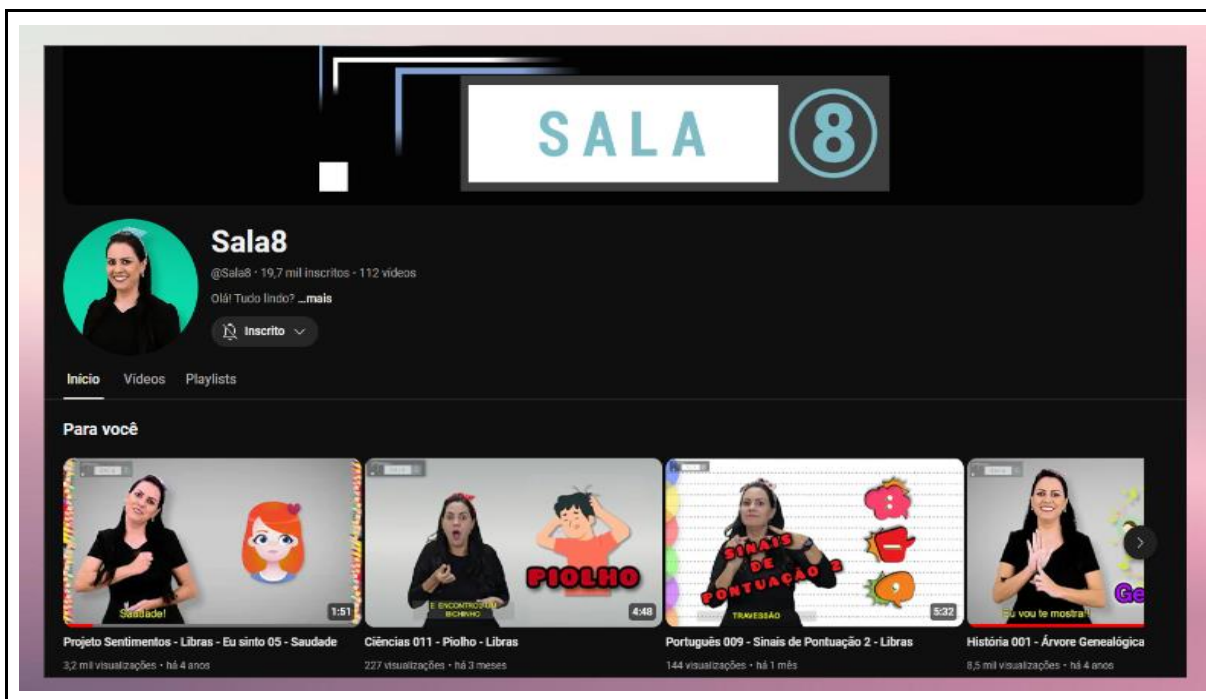 SALA 8
Sala8
@Sala8 · 19,7 mil inscritos · 112 vídeos
Olá! Tudo lindo? ...mais
Inscrito
Início Vídeos Playlists
Para você
Saudade!
1:51
E ENCONTROU UM
BICHINHO
PIOLHO
4:48
SINAIS
DE
PONTUAÇÃO 2
TRAVESSÃO
5:32
Eu vou te mostrar!
Ge
Projeto Sentimentos - Libras - Eu sinto 05 - Saudade
3,2 mil visualizações · há 4 anos
Ciências 011 - Piolho - Libras
227 visualizações · há 3 meses
Português 009 - Sinais de Pontuação 2 - Libras
144 visualizações · há 1 mês
História 001 - Árvore Genealógica
8,5 mil visualizações · há 4 anos